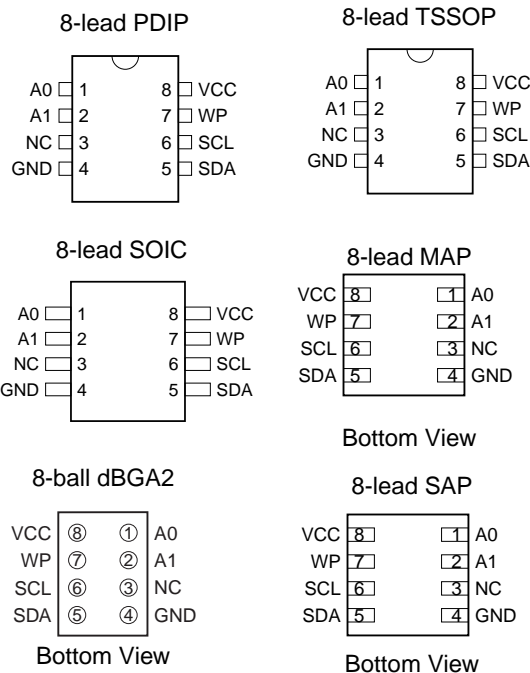 8-lead PDIP
A0 1 8 VCC
A1 2 7 WP
NC 3 6 SCL
GND 4 5 SDA
8-lead TSSOP
A0 1 8 VCC
A1 2 7 WP
NC 3 6 SCL
GND 4 5 SDA
8-lead SOIC
A0 1 8 VCC
A1 2 7 WP
NC 3 6 SCL
GND 4 5 SDA
8-lead MAP
VCC 8 1 A0
WP 7 2 A1
SCL 6 3 NC
SDA 5 4 GND
Bottom View
8-ball dBGA2
VCC 8 1 A0
WP 7 2 A1
SCL 6 3 NC
SDA 5 4 GND
Bottom View
8-lead SAP
VCC 8 1 A0
WP 7 2 A1
SCL 6 3 NC
SDA 5 4 GND
Bottom View